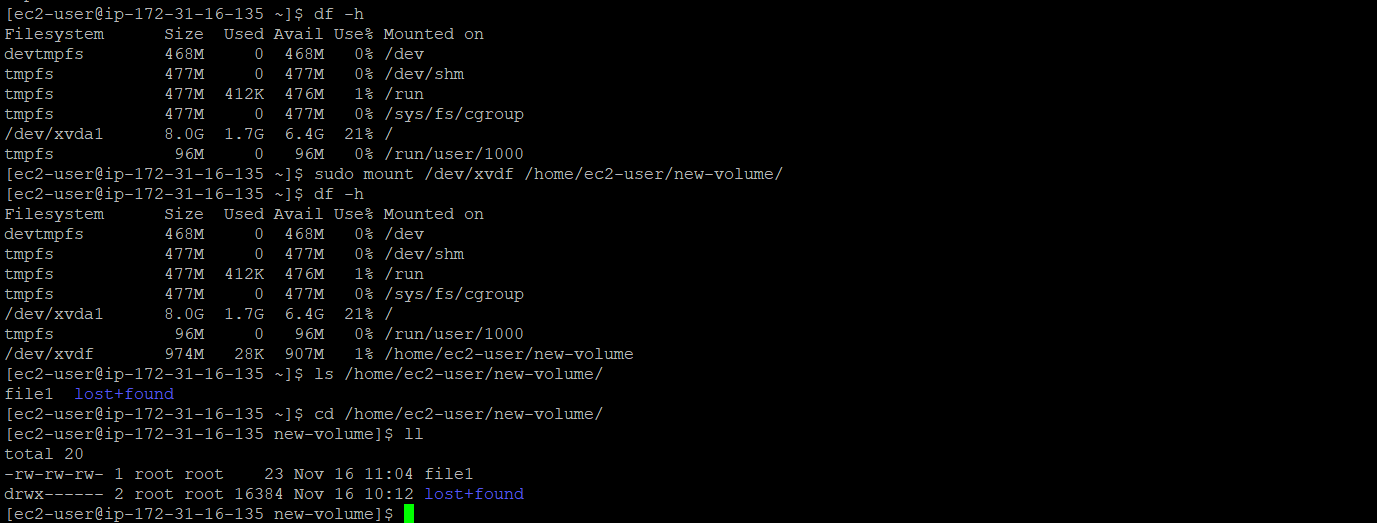 [ec2-user@ip-172-31-16-135 ~]$ df -h
Filesystem      Size  Used Avail Use% Mounted on
devtmpfs        468M     0  468M   0% /dev
tmpfs           477M     0  477M   0% /dev/shm
tmpfs           477M  412K  476M   1% /run
tmpfs           477M     0  477M   0% /sys/fs/cgroup
/dev/xvda1      8.0G  1.7G  6.4G  21% /
tmpfs            96M     0   96M   0% /run/user/1000
[ec2-user@ip-172-31-16-135 ~]$ sudo mount /dev/xvdf /home/ec2-user/new-volume/
[ec2-user@ip-172-31-16-135 ~]$ df -h
Filesystem      Size  Used Avail Use% Mounted on
devtmpfs        468M     0  468M   0% /dev
tmpfs           477M     0  477M   0% /dev/shm
tmpfs           477M  412K  476M   1% /run
tmpfs           477M     0  477M   0% /sys/fs/cgroup
/dev/xvda1      8.0G  1.7G  6.4G  21% /
tmpfs            96M     0   96M   0% /run/user/1000
/dev/xvdf       974M   28K  907M   1% /home/ec2-user/new-volume
[ec2-user@ip-172-31-16-135 ~]$ ls /home/ec2-user/new-volume/
file1  lost+found
[ec2-user@ip-172-31-16-135 ~]$ cd /home/ec2-user/new-volume/
[ec2-user@ip-172-31-16-135 new-volume]$ ll
total 20
-rw-rw-rw- 1 root root    23 Nov 16 11:04 file1
drwx------ 2 root root 16384 Nov 16 10:12 lost+found
[ec2-user@ip-172-31-16-135 new-volume]$